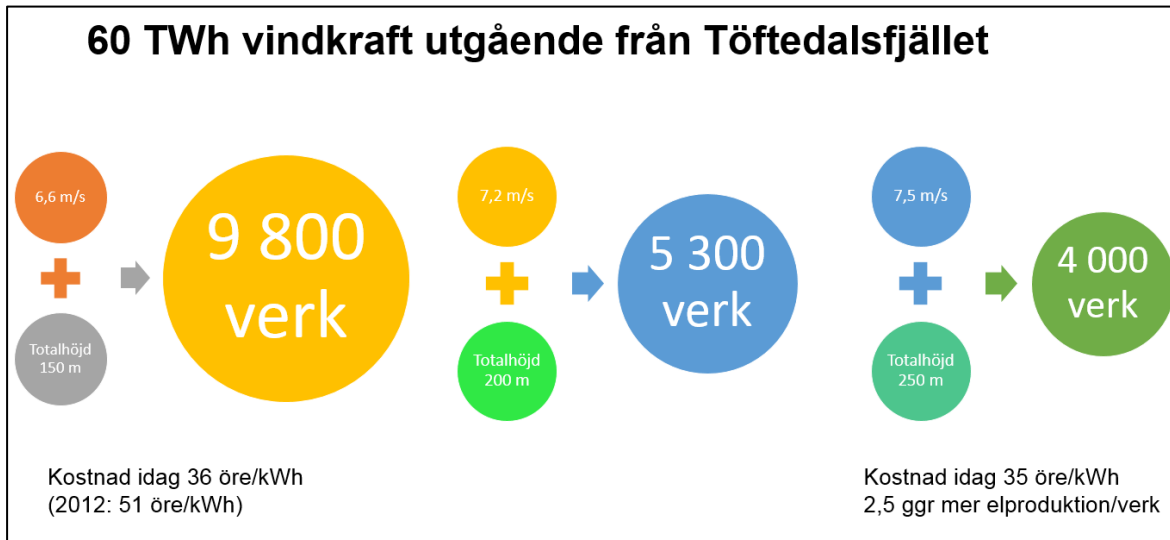 60 TWh vindkraft utgående från Töftedalsfjället
6,6 m/s
Totalhöjd
150 m
9 800
verk
7,2 m/s
Totalhöjd
200 m
5 300
verk
7,5 m/s
Totalhöjd
250 m
4 000
verk
Kostnad idag 36 öre/kWh
(2012: 51 öre/kWh)
Kostnad idag 35 öre/kWh
2,5 ggr mer elproduktion/verk